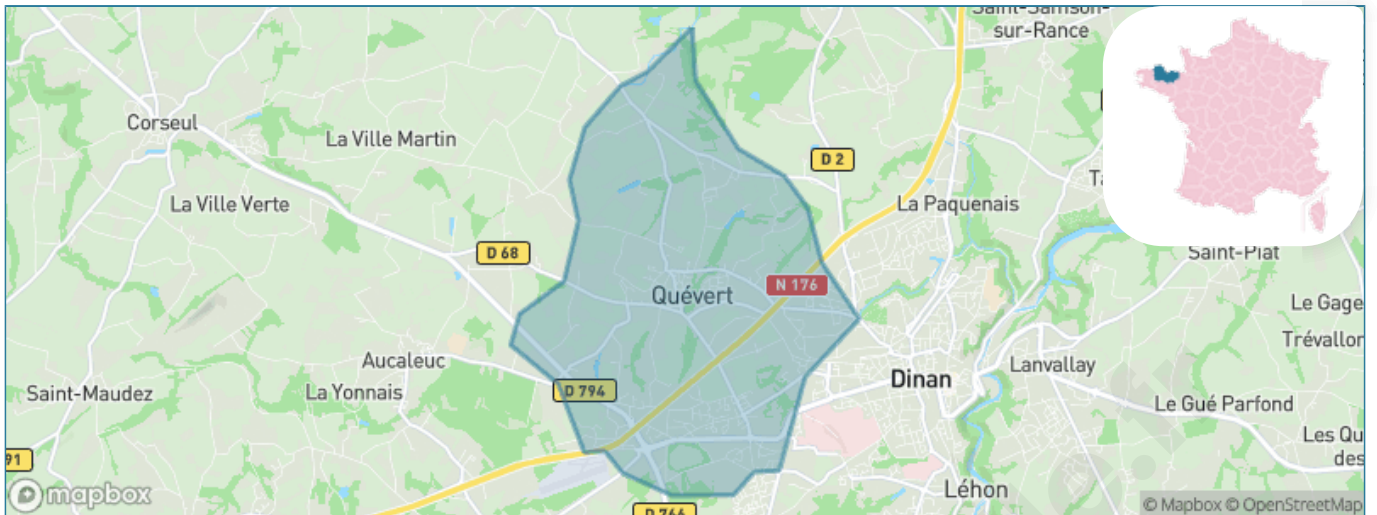 Saint-Samson-
sur-Rance
Corseul
La Ville Martin
D 2
La Ville Verte
La Paquenais
D 68
Saint-Piat
N 176
Quévert
Le Gage
Trévallon
Aucaleuc
Lanvallay
Dinan
D 794
La Yonnais
Saint-Maudez
Le Gué Parfond
Les Qu
des
91
mapbox
Léhon
© Mapbox © OpenStreetMap
D 766